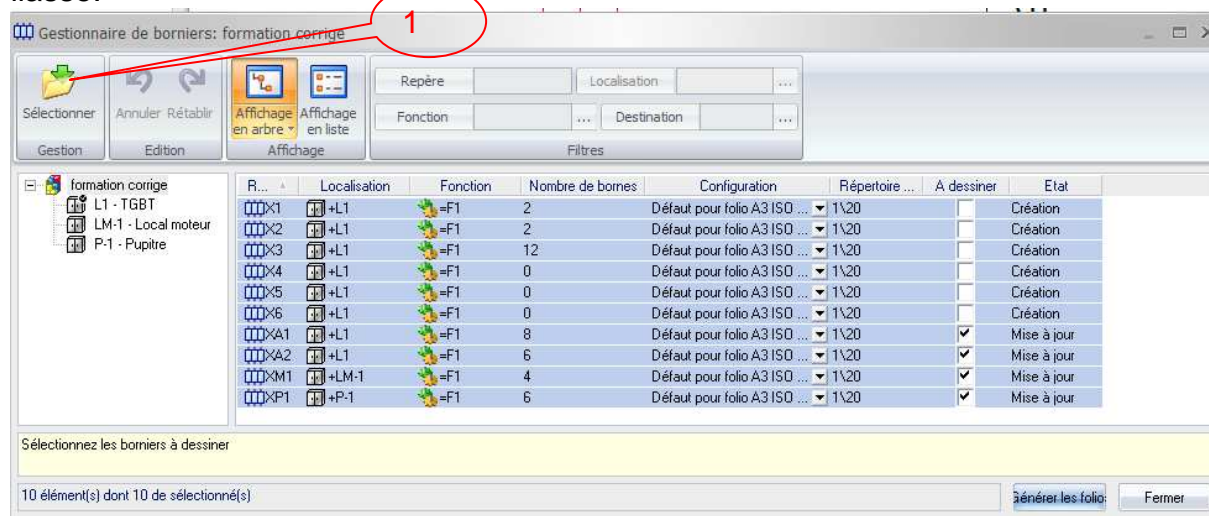 liasse.
1
Gestionnaire de borniers: formation corrige
Sélectionner
Annuler Rétablir
Affichage en arbre
Affichage en liste
Repère
Localisation
...
Fonction
...
Destination
...
Gestion
Edition
Affichage
Filtres
formation corrige
L1 - TGBT
LM-1 - Local moteur
P-1 - Pupitre
R... Localisation Fonction Nombre de bornes Configuration Répertoire ... A dessiner Etat
X1 +L1 =F1 2 Défaut pour folio A3 ISO ... 1\20 Création
X2 +L1 =F1 2 Défaut pour folio A3 ISO ... 1\20 Création
X3 +L1 =F1 12 Défaut pour folio A3 ISO ... 1\20 Création
X4 +L1 =F1 0 Défaut pour folio A3 ISO ... 1\20 Création
X5 +L1 =F1 0 Défaut pour folio A3 ISO ... 1\20 Création
X6 +L1 =F1 0 Défaut pour folio A3 ISO ... 1\20 Création
XA1 +L1 =F1 8 Défaut pour folio A3 ISO ... 1\20 Mise à jour
XA2 +L1 =F1 6 Défaut pour folio A3 ISO ... 1\20 Mise à jour
XM1 +LM-1 =F1 4 Défaut pour folio A3 ISO ... 1\20 Mise à jour
XP1 +P-1 =F1 6 Défaut pour folio A3 ISO ... 1\20 Mise à jour
Sélectionnez les borniers à dessiner
10 élément(s) dont 10 de sélectionné(s)
Générer les folio
Fermer